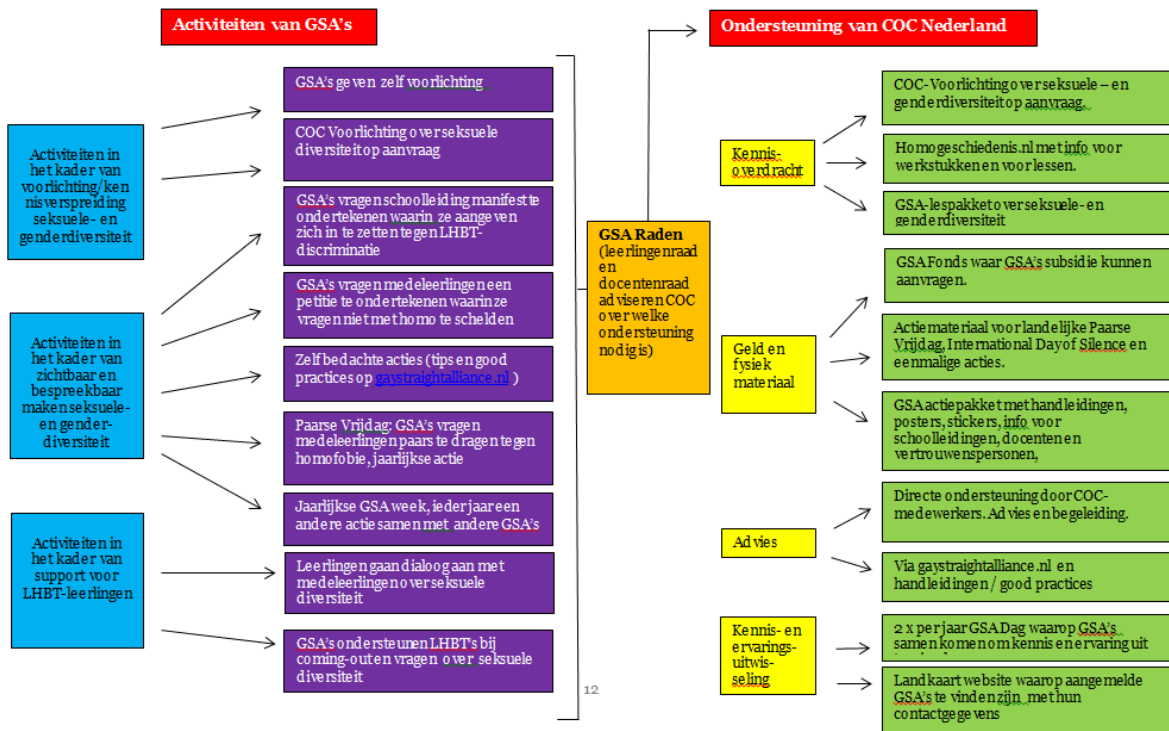 Activiteiten van GSA's
Activiteiten in
het kader van
voorlichting/ken
nisverspreiding
seksuele- en
genderdiversiteit
Activiteiten in
het kader van
zichtbaar en
bespreekbaar
maken seksuele-
en gender-
diversiteit
Activiteiten in
het kader van
support voor
LHBT-leerlingen
GSA's geven zelf voorlichting
COC Voorlichting over seksuele
diversiteit op aanvraag
GSA's vragen schoolleiding manifest te
ondertekenen waarin ze aangeven
zich in te zetten tegen LHBT-
discriminatie
GSA's vragen medeleerlingen een
petitie te ondertekenen waarin ze
vragen niet met homo te schelden
Zelf bedachte acties (tips en good
practices op gaystraightalliance.nl )
Paarse Vrijdag: GSA's vragen
medeleerlingen paars te dragen tegen
homofobie, jaarlijkse actie
Jaarlijkse GSA week, ieder jaar een
andere actie samen met andere GSA's
Leerlingen gaan dialoog aan met
medeleerlingen over seksuele
diversiteit
GSA's ondersteunen LHBT's bij
coming-out en vragen over seksuele
diversiteit
12
GSA Raden
(leerlingenraad
en
docentenraad
adviseren COC
over welke
ondersteuning
nodig is)
Ondersteuning van COC Nederland
Kennis-
overdracht
COC-Voorlichting over seksuele – en
genderdiversiteit op aanvraag.
Homogeschiedenis.nl met info voor
werkstukken en voor lessen.
GSA-lespakket over seksuele- en
genderdiversiteit
Geld en
fysiek
materiaal
GSA Fonds waar GSA's subsidie kunnen
aanvragen.
Actiemateriaal voor landelijke Paarse
Vrijdag, International Day of Silence en
eenmalige acties.
GSA actiepakket met handleidingen,
posters, stickers, info voor
schoolleidingen, docenten en
vertrouwenspersonen,
Advies
Directe ondersteuning door COC-
medewerkers. Advies en begeleiding.
Via gaystraightalliance.nl en
handleidingen / good practices
Kennis- en
ervarings-
uitwis-
seling
2 x per jaar GSA Dag waarop GSA's
samen komen om kennis en ervaring uit
Landkaart website waarop aangemelde
GSA's te vinden zijn met hun
contactgegevens